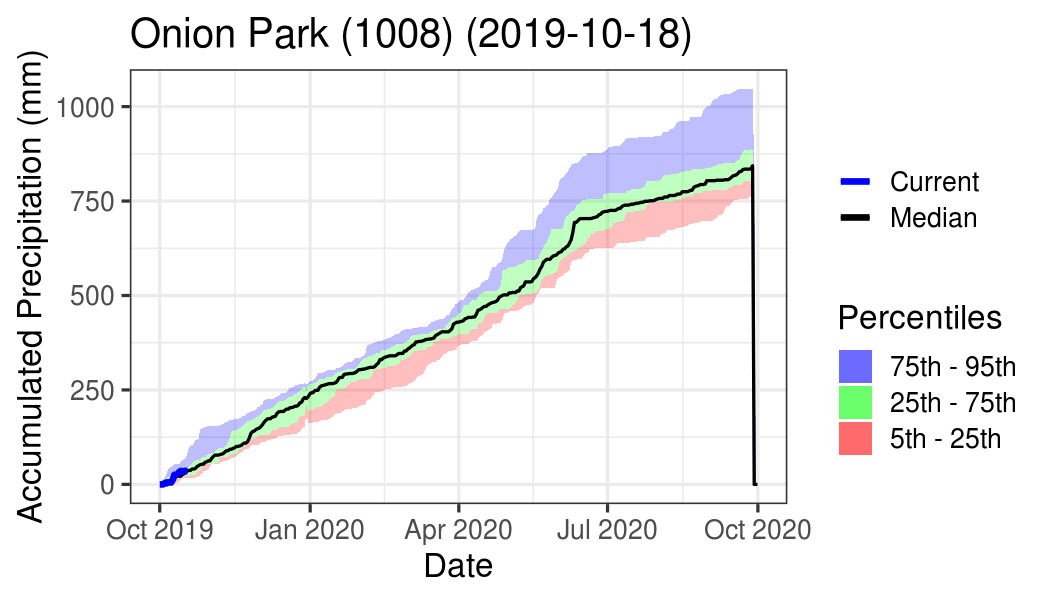 Onion Park (1008) (2019-10-18)
Accumulated Precipitation (mm)
1000
750
500
250
0
Oct 2019 Jan 2020 Apr 2020 Jul 2020 Oct 2020
Date
Current
Median
Percentiles
75th - 95th
25th - 75th
5th - 25th